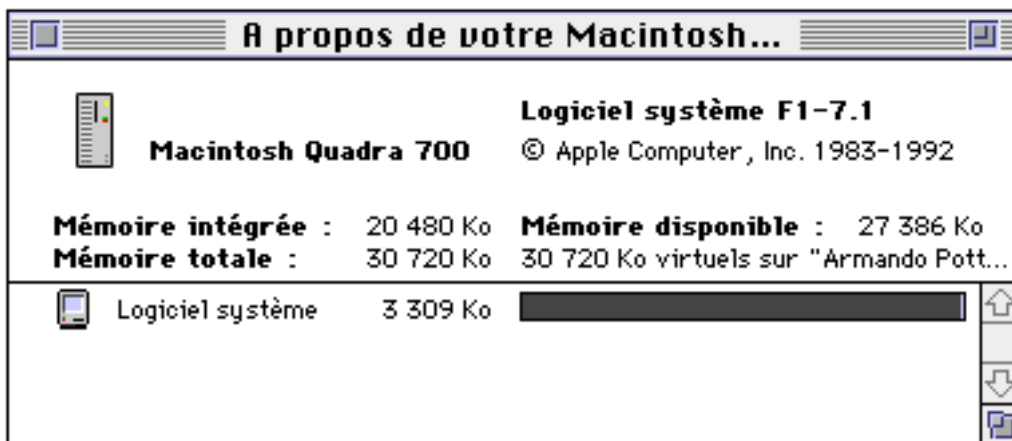 A propos de votre Macintosh...
Logiciel système F1-7.1
Macintosh Quadra 700 © Apple Computer, Inc. 1983-1992
Mémoire intégrée : 20 480 Ko Mémoire disponible : 27 386 Ko
Mémoire totale : 30 720 Ko 30 720 Ko virtuels sur "Armando Pott...
Logiciel système 3 309 Ko